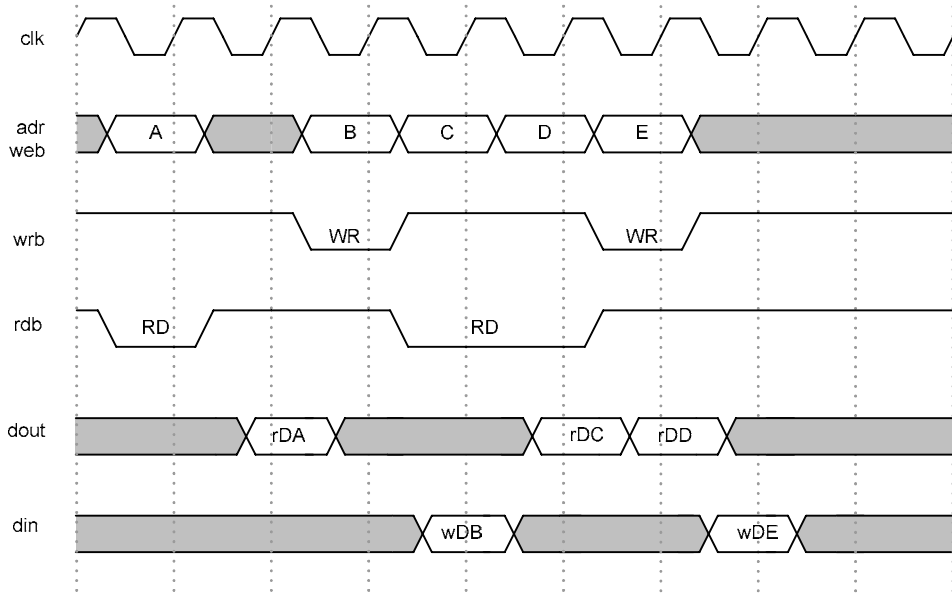 clk
adr A B C D E
web
wrb WR WR
rdb RD RD
dout rDA rDC rDD
din wDB wDE